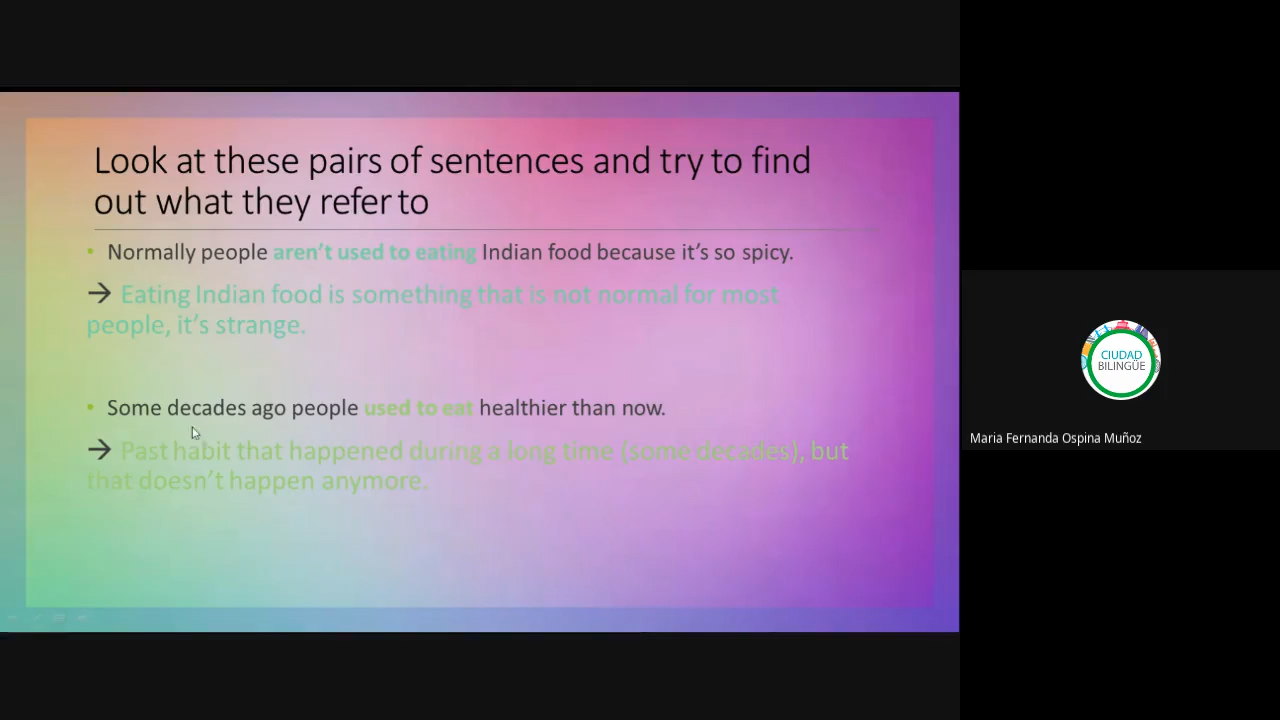 Look at these pairs of sentences and try to find
out what they refer to
• Normally people aren't used to eating Indian food because it's so spicy.
→ Eating Indian food is something that is not normal for most
people, it's strange.
• Some decades ago people used to eat healthier than now.
→ Past habit that happened during a long time (some decades), but
that doesn't happen anymore.
CIUDAD
BILINGÜE
Maria Fernanda Ospina Muñoz